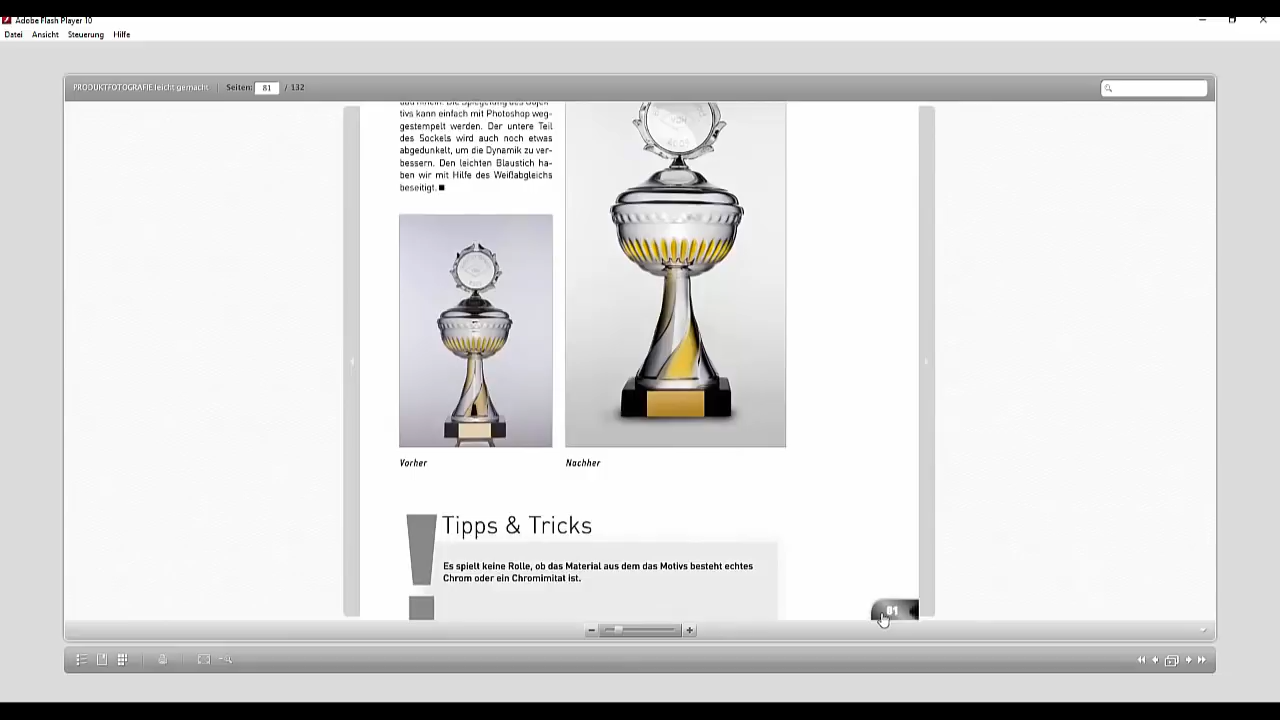 Adobe Flash Player 10
Datei Ansicht Steuerung Hilfe
PRODUKTFOTOGRAFIE leicht gemacht Seiten: 81 / 132
tivs kann einfach mit Photoshop weg-
gestempelt werden. Der untere Teil
des Sockels wird auch noch etwas
abgedunkelt, um die Dynamik zu ver-
bessern. Den leichten Blaustich ha-
ben wir mit Hilfe des Weißabgleichs
beseitigt.
Vorher
Nachher
Tipps & Tricks
Es spielt keine Rolle, ob das Material aus dem das Motivs besteht echtes
Chrom oder ein Chromimitat ist.
81